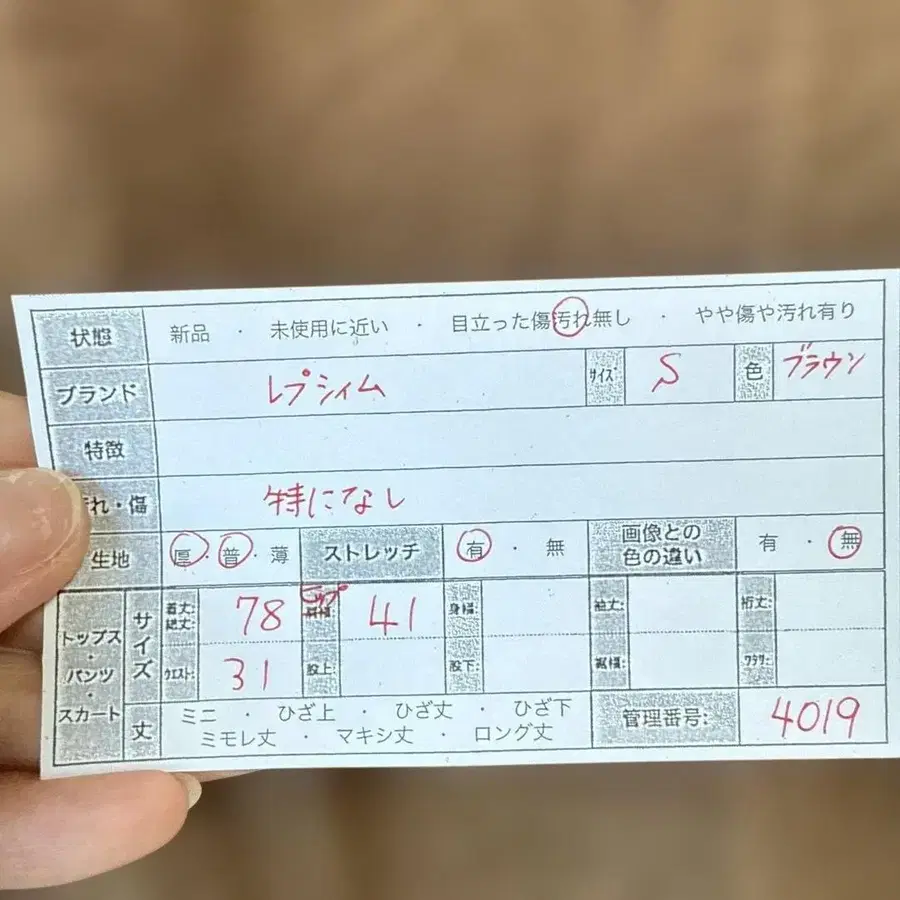 状態 新品 ・ 未使用に近い ・ 目立った傷汚れ無し ・ やや傷や汚れ有り
ブランド レプシィム サイズ: S 色 ブラウン
特徴
汚れ・傷 特になし
生地 厚・普・薄 ストレッチ 有 ・ 無 画像との色の違い 有 ・ 無
トップス・パンツ・スカート サイズ 着丈: 総丈: 78 ヒップ 41 身幅: 袖丈: 裄丈:
ウエスト: 31 股上: 股下: 裾幅: ワタリ:
丈 ミニ ・ ひざ上 ・ ひざ丈 ・ ひざ下
ミモレ丈 ・ マキシ丈 ・ ロング丈 管理番号: 4019